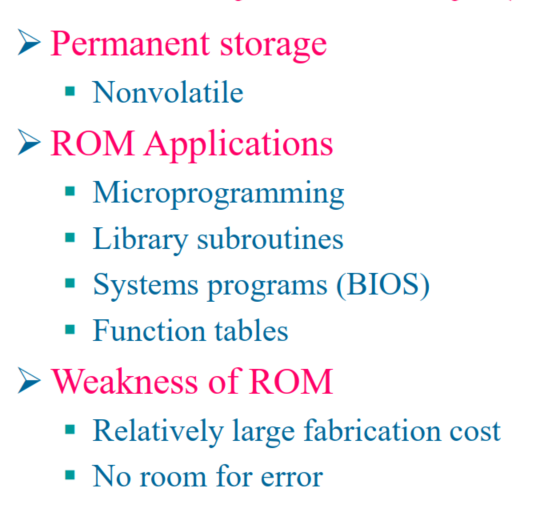 Permanent storage
Nonvolatile
ROM Applications
Microprogramming
Library subroutines
Systems programs (BIOS)
Function tables
Weakness of ROM
Relatively large fabrication cost
No room for error